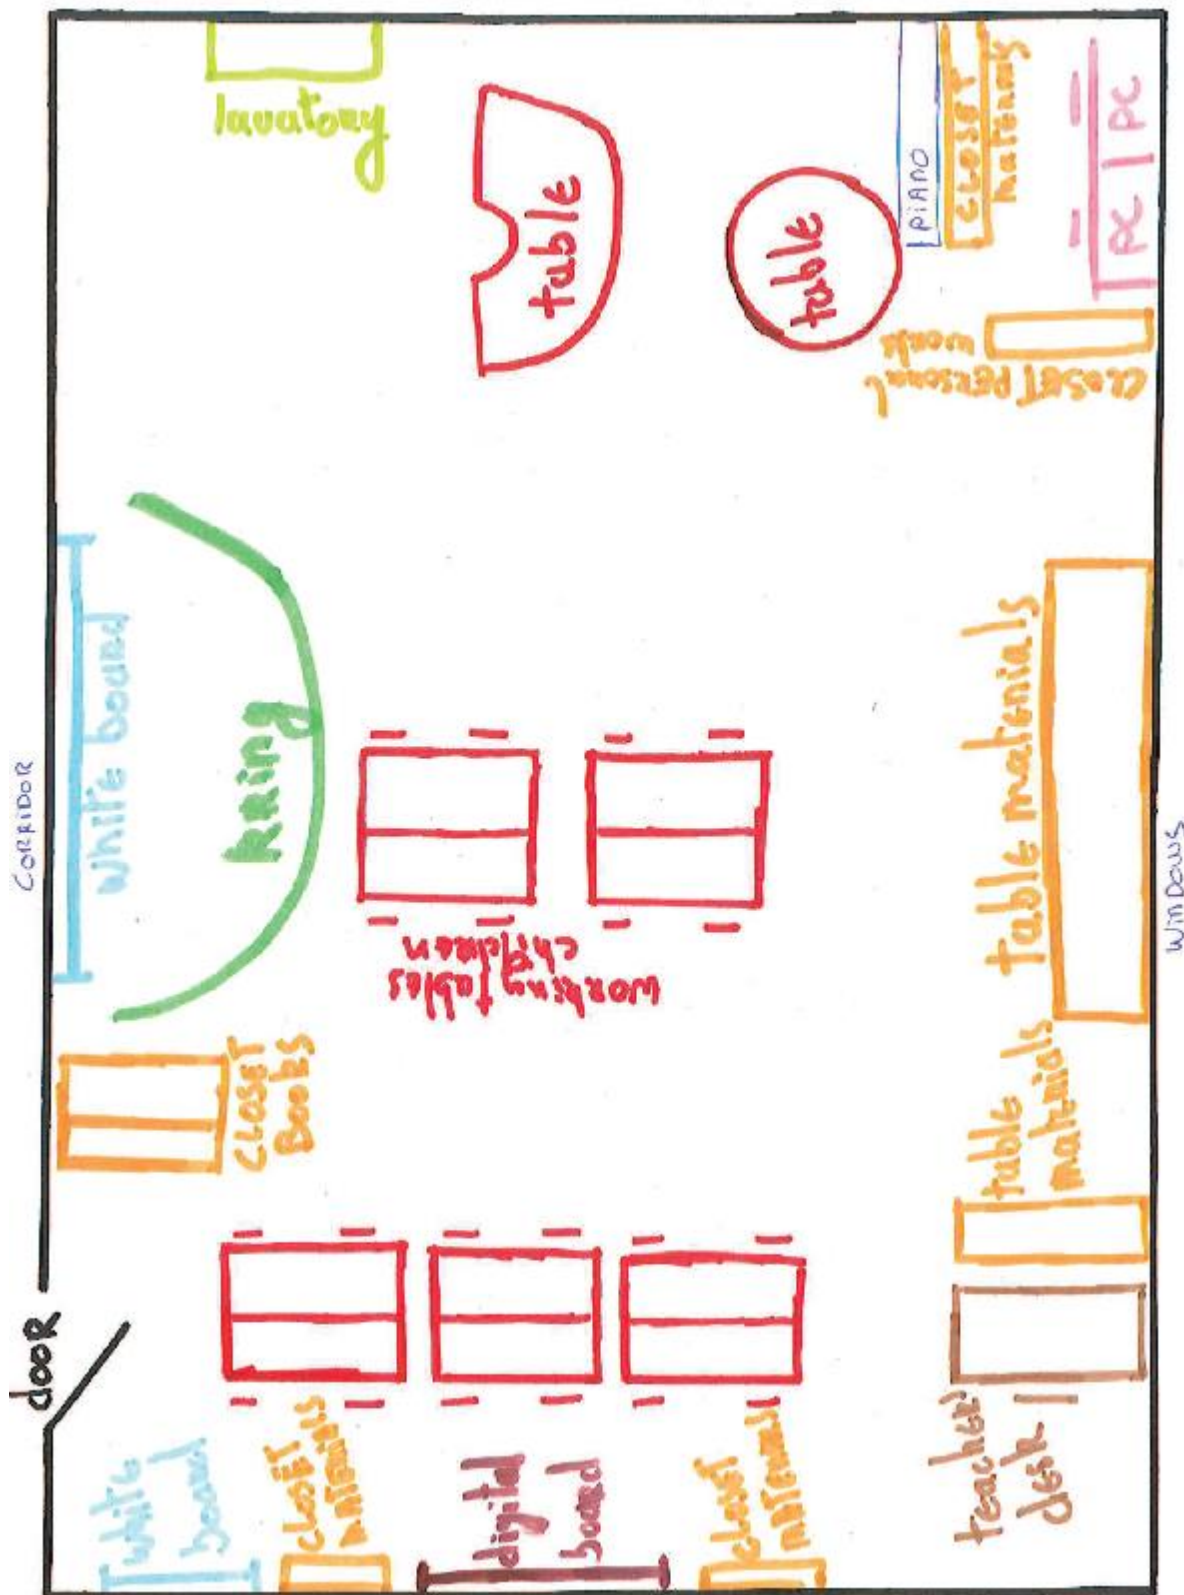 CORRIDOR
door
white board
lavatory
white
board
kRing
CLOSET
Books
CLOSET
MATERIALS
working tables
children
table
digital
board
table
CLOSET
MATERIALS
PiANO
CLOSET
MATERIALS
CLOSET PERSONAL
teacher
desk
table
materials
table materials
PC | PC
WiNDOWS